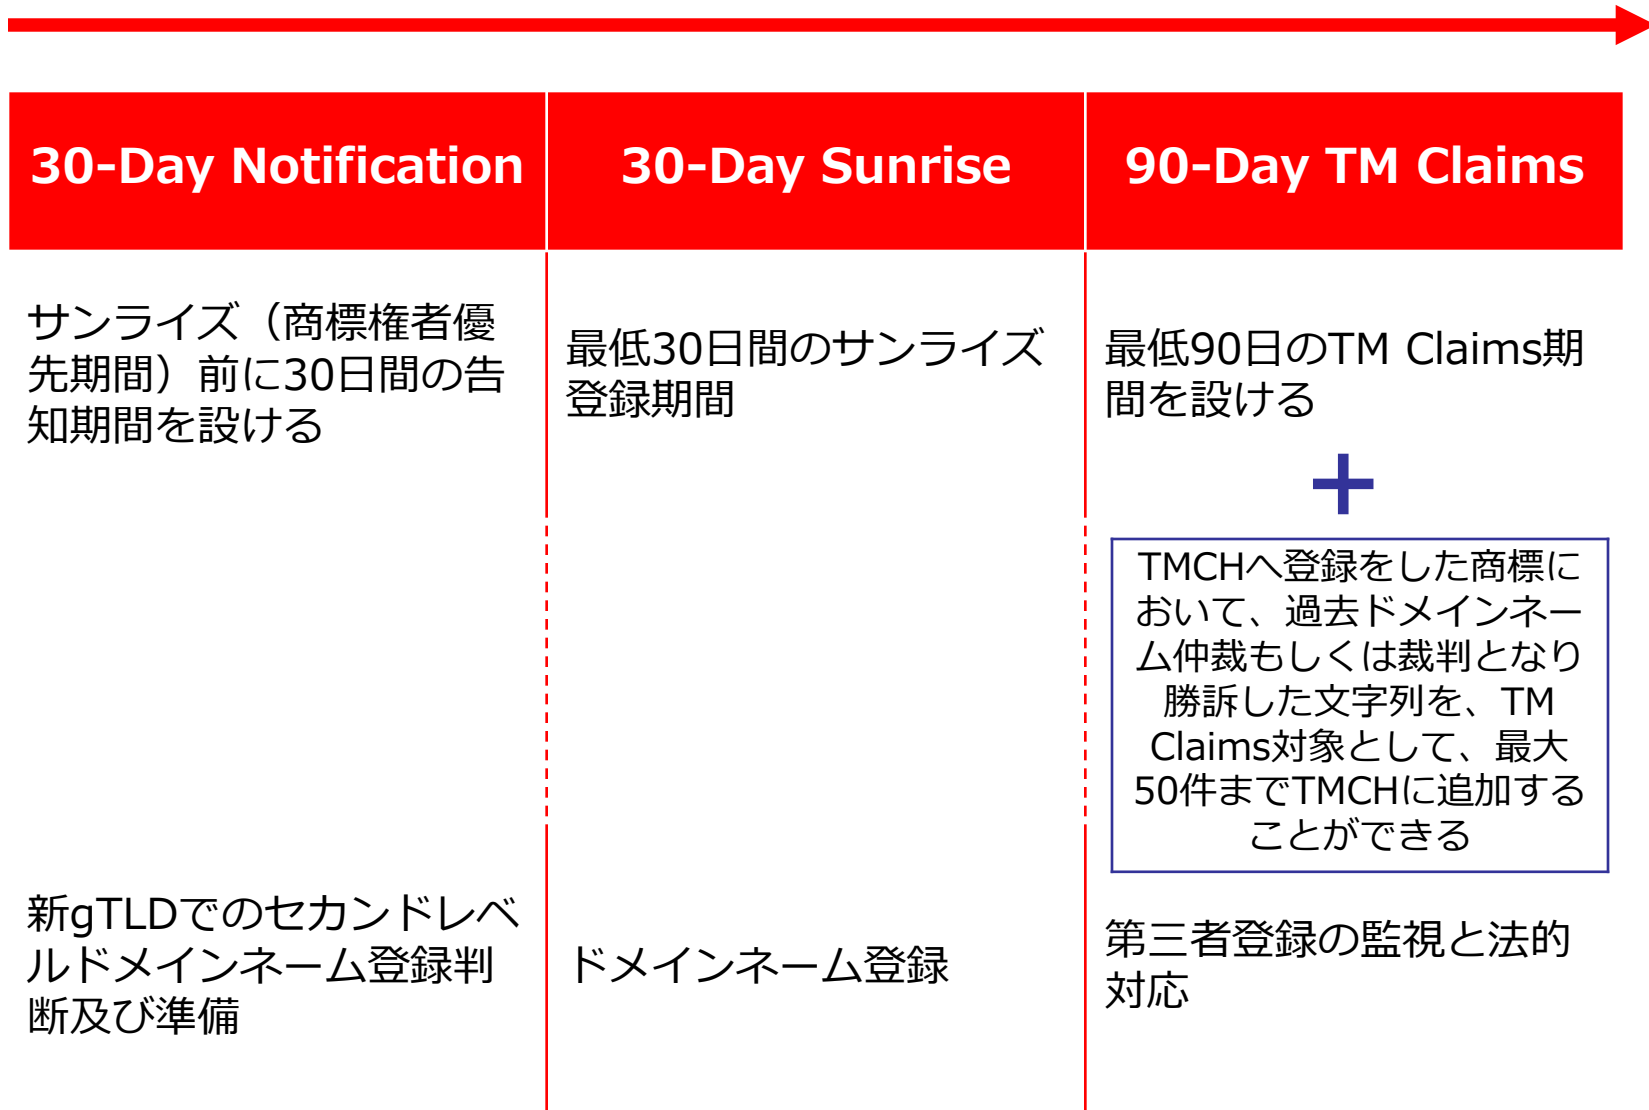 30-Day Notification
30-Day Sunrise
90-Day TM Claims
サンライズ（商標権者優
先期間）前に30日間の告
知期間を設ける
最低30日間のサンライズ
登録期間
最低90日のTM Claims期
間を設ける
+
TMCHへ登録をした商標に
おいて、過去ドメインネー
ム仲裁もしくは裁判となり
勝訴した文字列を、TM
Claims対象として、最大
50件までTMCHに追加する
ことができる
新gTLDでのセカンドレベ
ルドメインネーム登録判
断及び準備
ドメインネーム登録
第三者登録の監視と法的
対応